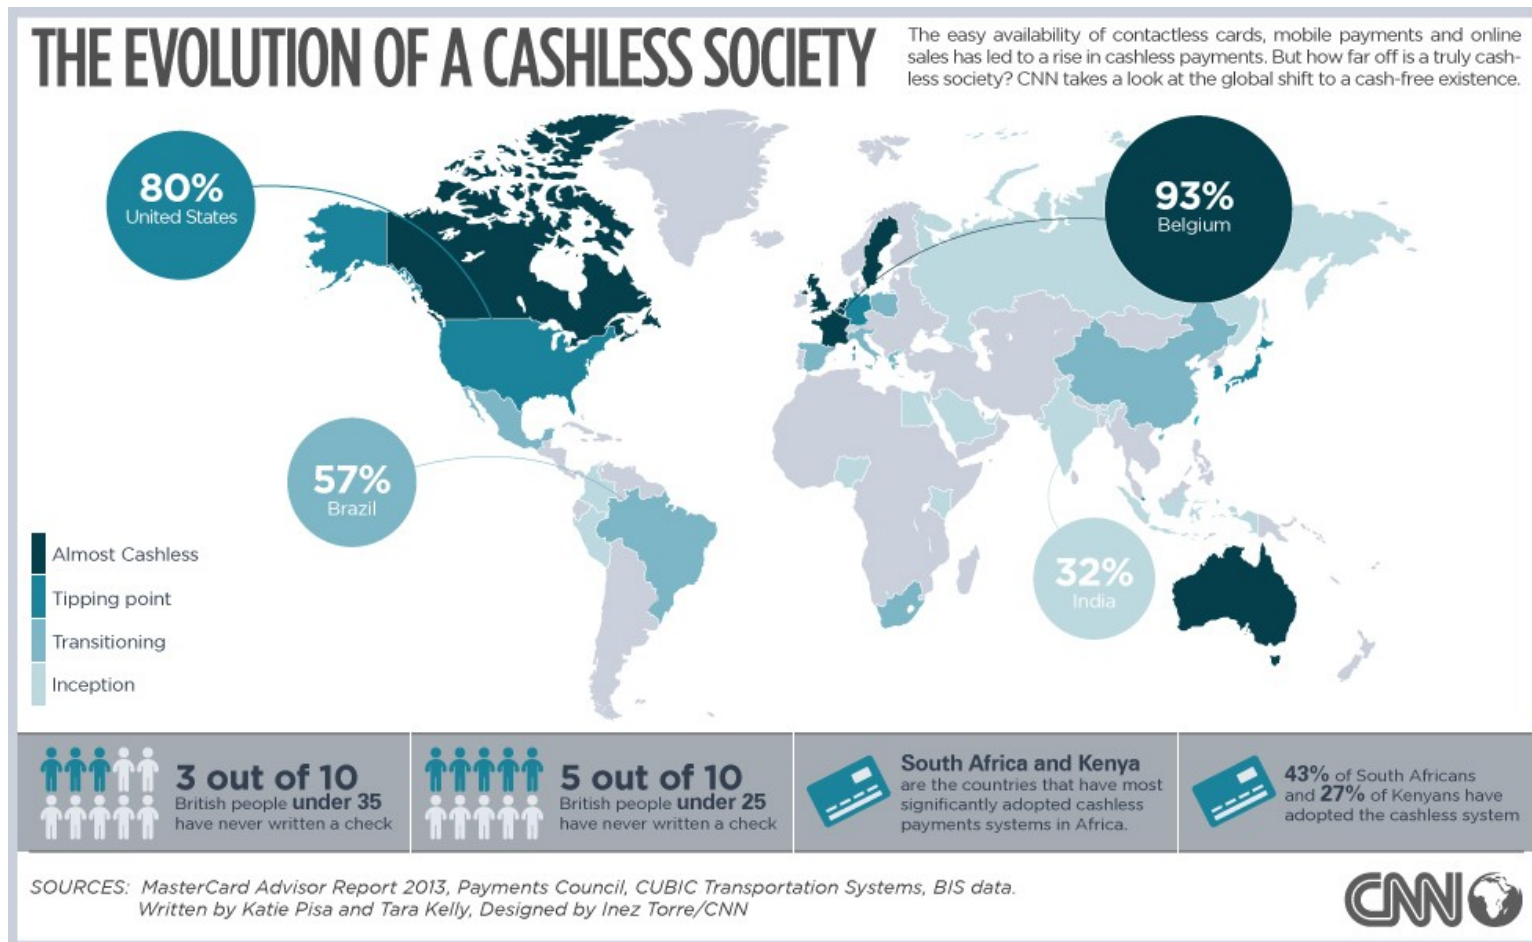 THE EVOLUTION OF A CASHLESS SOCIETY
The easy availability of contactless cards, mobile payments and online
sales has led to a rise in cashless payments. But how far off is a truly cash-
less society? CNN takes a look at the global shift to a cash-free existence.
80%
United States
93%
Belgium
57%
Brazil
32%
India
Almost Cashless
Tipping point
Transitioning
Inception
3 out of 10
British people under 35
have never written a check
5 out of 10
British people under 25
have never written a check
South Africa and Kenya
are the countries that have most
significantly adopted cashless
payments systems in Africa.
43% of South Africans
and 27% of Kenyans have
adopted the cashless system
SOURCES: MasterCard Advisor Report 2013, Payments Council, CUBIC Transportation Systems, BIS data.
Written by Katie Pisa and Tara Kelly, Designed by Inez Torre/CNN
CNN